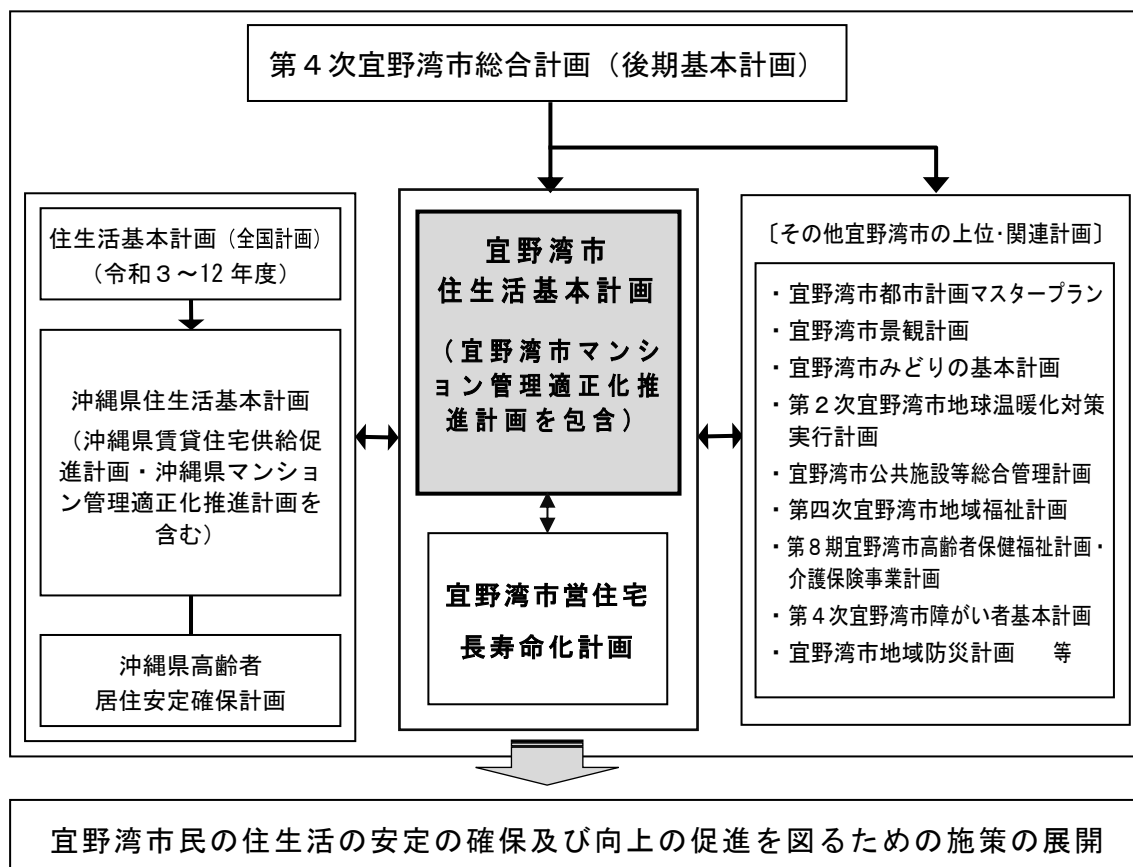 第４次宜野湾市総合計画（後期基本計画）
住生活基本計画（全国計画）
（令和３～12 年度）
沖縄県住生活基本計画
（沖縄県賃貸住宅供給促
進計画・沖縄県マンショ
ン管理適正化推進計画を
含む）
沖縄県高齢者
居住安定確保計画
宜野湾市
住生活基本計画
（宜野湾市マンシ
ョン管理適正化推
進計画を包含）
宜野湾市営住宅
長寿命化計画
〔その他宜野湾市の上位・関連計画〕
・宜野湾市都市計画マスタープラン
・宜野湾市景観計画
・宜野湾市みどりの基本計画
・第２次宜野湾市地球温暖化対策
実行計画
・宜野湾市公共施設等総合管理計画
・第四次宜野湾市地域福祉計画
・第８期宜野湾市高齢者保健福祉計画・
介護保険事業計画
・第４次宜野湾市障がい者基本計画
・宜野湾市地域防災計画　等
宜野湾市民の住生活の安定の確保及び向上の促進を図るための施策の展開